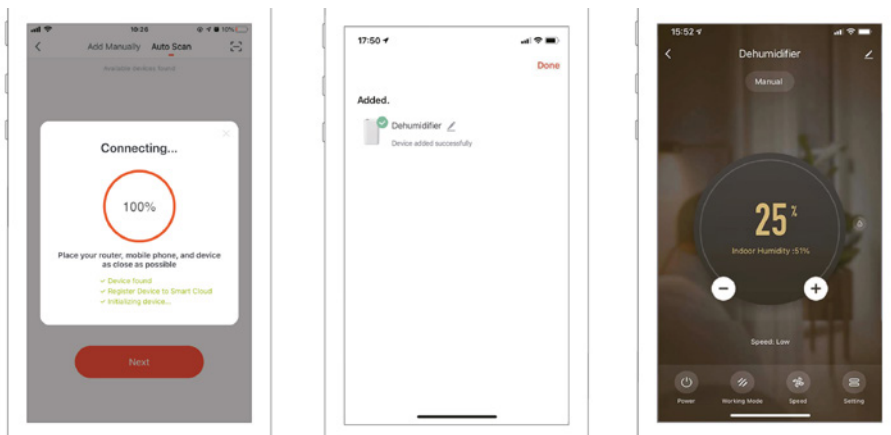 10:26
10%
Add Manually Auto Scan
Available devices found
Connecting...
100%
Place your router, mobile phone, and device
as close as possible
✓ Device found
✓ Register Device to Smart Cloud
✓ Initializing device...
Next
17:50
Done
Added.
Dehumidifier
Device added successfully
15:52
Dehumidifier
Manual
25%
Indoor Humidity :51%
Speed: Low
Power Working Mode Speed Setting